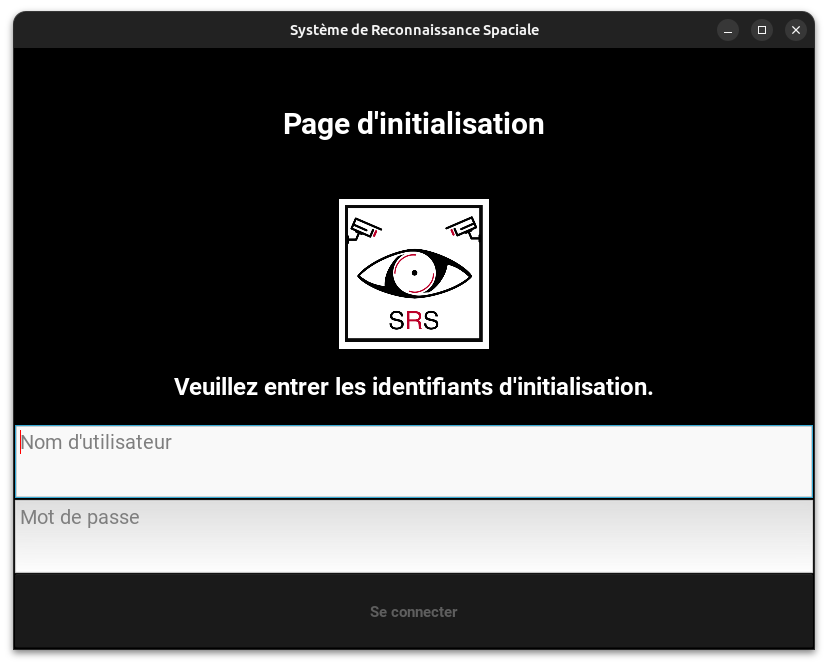 Système de Reconnaissance Spaciale
Page d'initialisation
SRS
Veuillez entrer les identifiants d'initialisation.
Nom d'utilisateur
Mot de passe
Se connecter